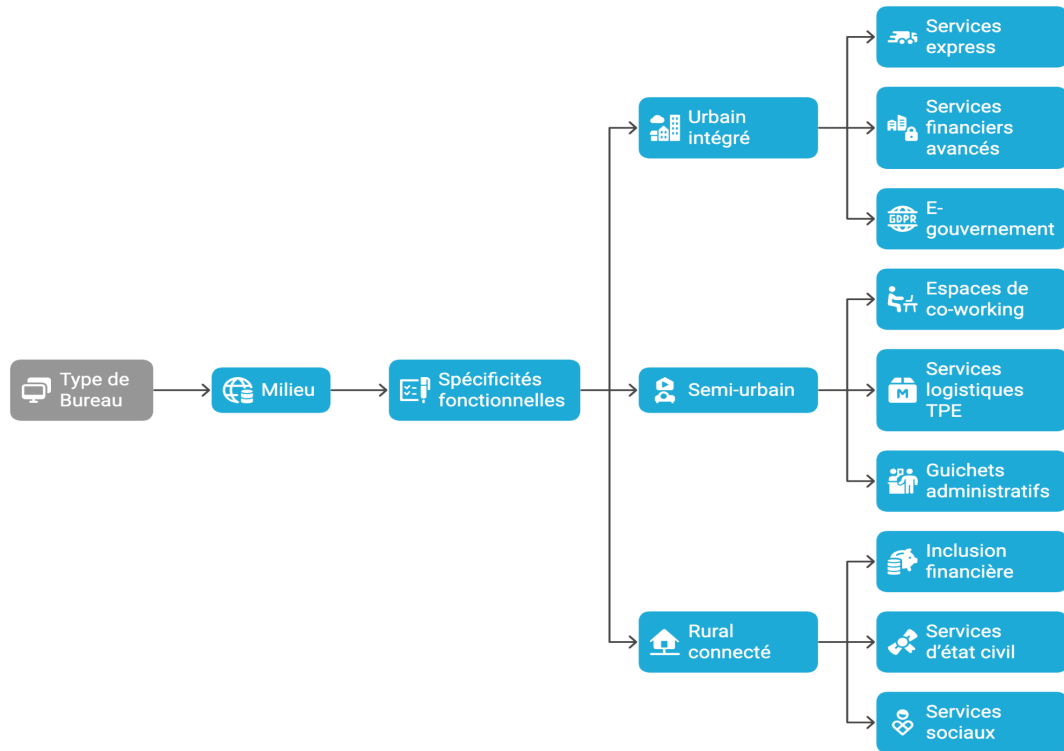 Type de
Bureau
Milieu
Spécificités
fonctionnelles
Urbain
intégré
Services
express
Services
financiers
avancés
GDPR
E-
gouvernement
Semi-urbain
Espaces de
co-working
M
Services
logistiques
TPE
Guichets
administratifs
Rural
connecté
Inclusion
financière
Services
d'état civil
Services
sociaux